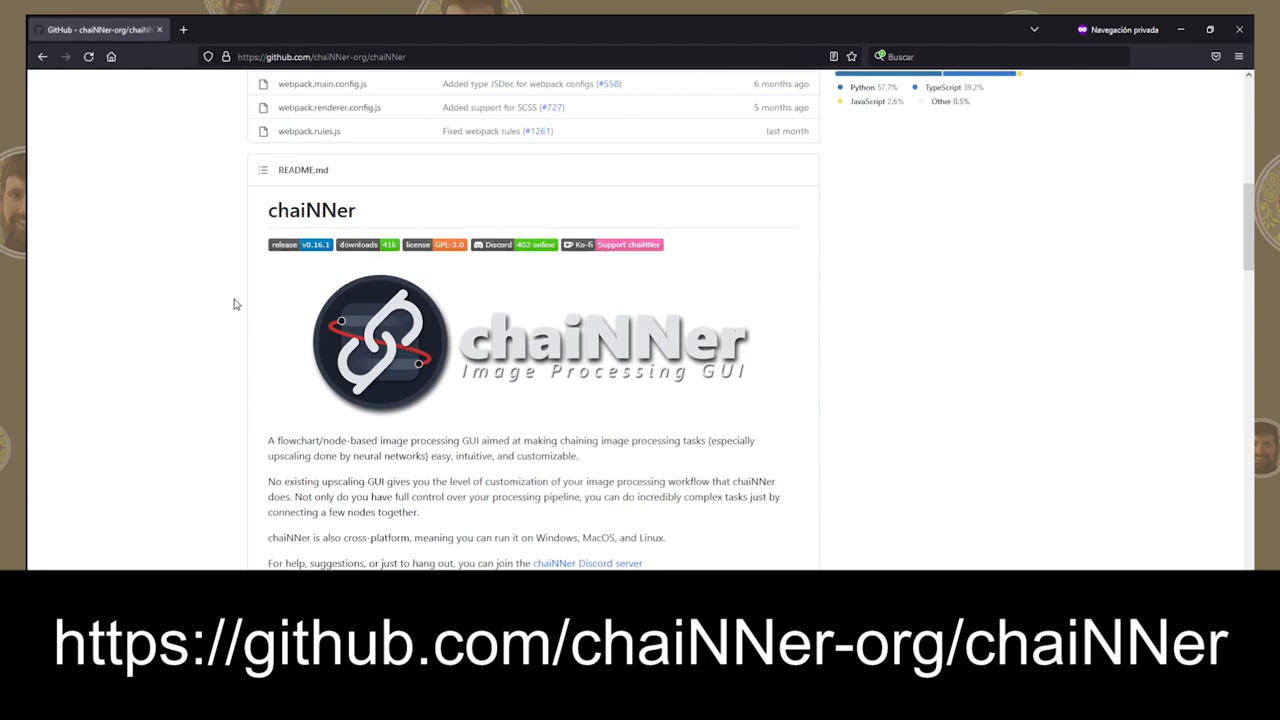 GitHub - chaiNNer-org/chaiNN
Navegación privada
https://github.com/chaiNNer-org/chaiNNer
Buscar
webpack.main.config.js Added type JSDoc for webpack configs (#558) 6 months ago
Python 57.7% TypeScript 39.2%
JavaScript 2.6% Other 0.5%
webpack.renderer.config.js Added support for SCSS (#727) 5 months ago
webpack.rules.js Fixed webpack rules (#1261) last month
README.md
chaiNNer
release v0.16.1 downloads 41k license GPL-3.0 Discord 402 online Ko-fi Support chaiNNer
chaiNNer
Image Processing GUI
A flowchart/node-based image processing GUI aimed at making chaining image processing tasks (especially
upscaling done by neural networks) easy, intuitive, and customizable.
No existing upscaling GUI gives you the level of customization of your image processing workflow that chaiNNer
does. Not only do you have full control over your processing pipeline, you can do incredibly complex tasks just by
connecting a few nodes together.
chaiNNer is also cross-platform, meaning you can run it on Windows, MacOS, and Linux.
For help, suggestions, or just to hang out, you can join the chaiNNer Discord server
https://github.com/chaiNNer-org/chaiNNer